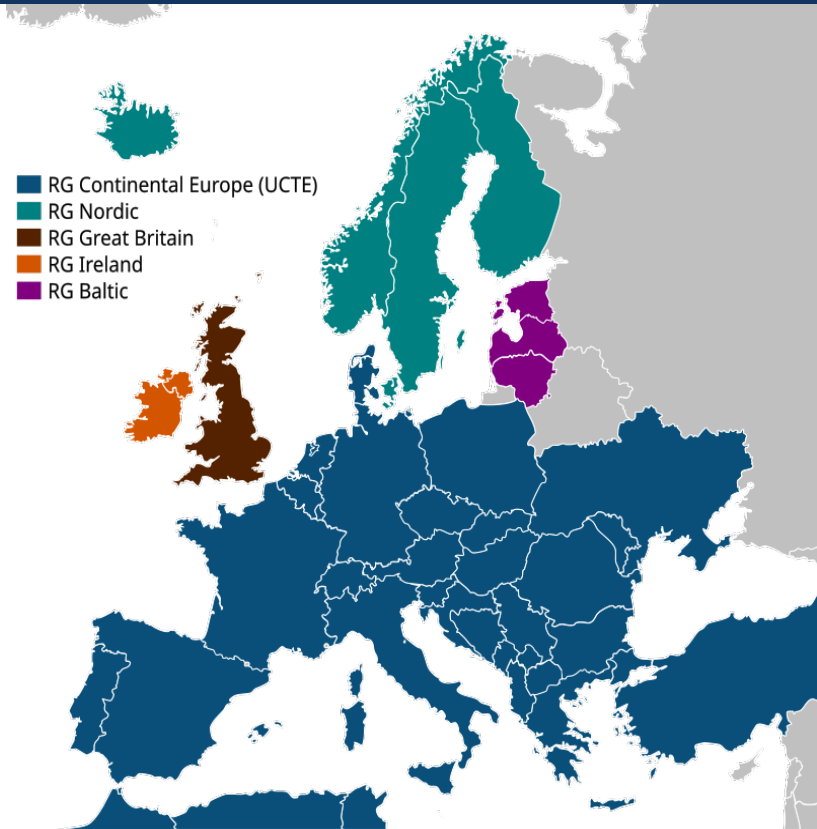 RG Continental Europe (UCTE)
RG Nordic
RG Great Britain
RG Ireland
RG Baltic